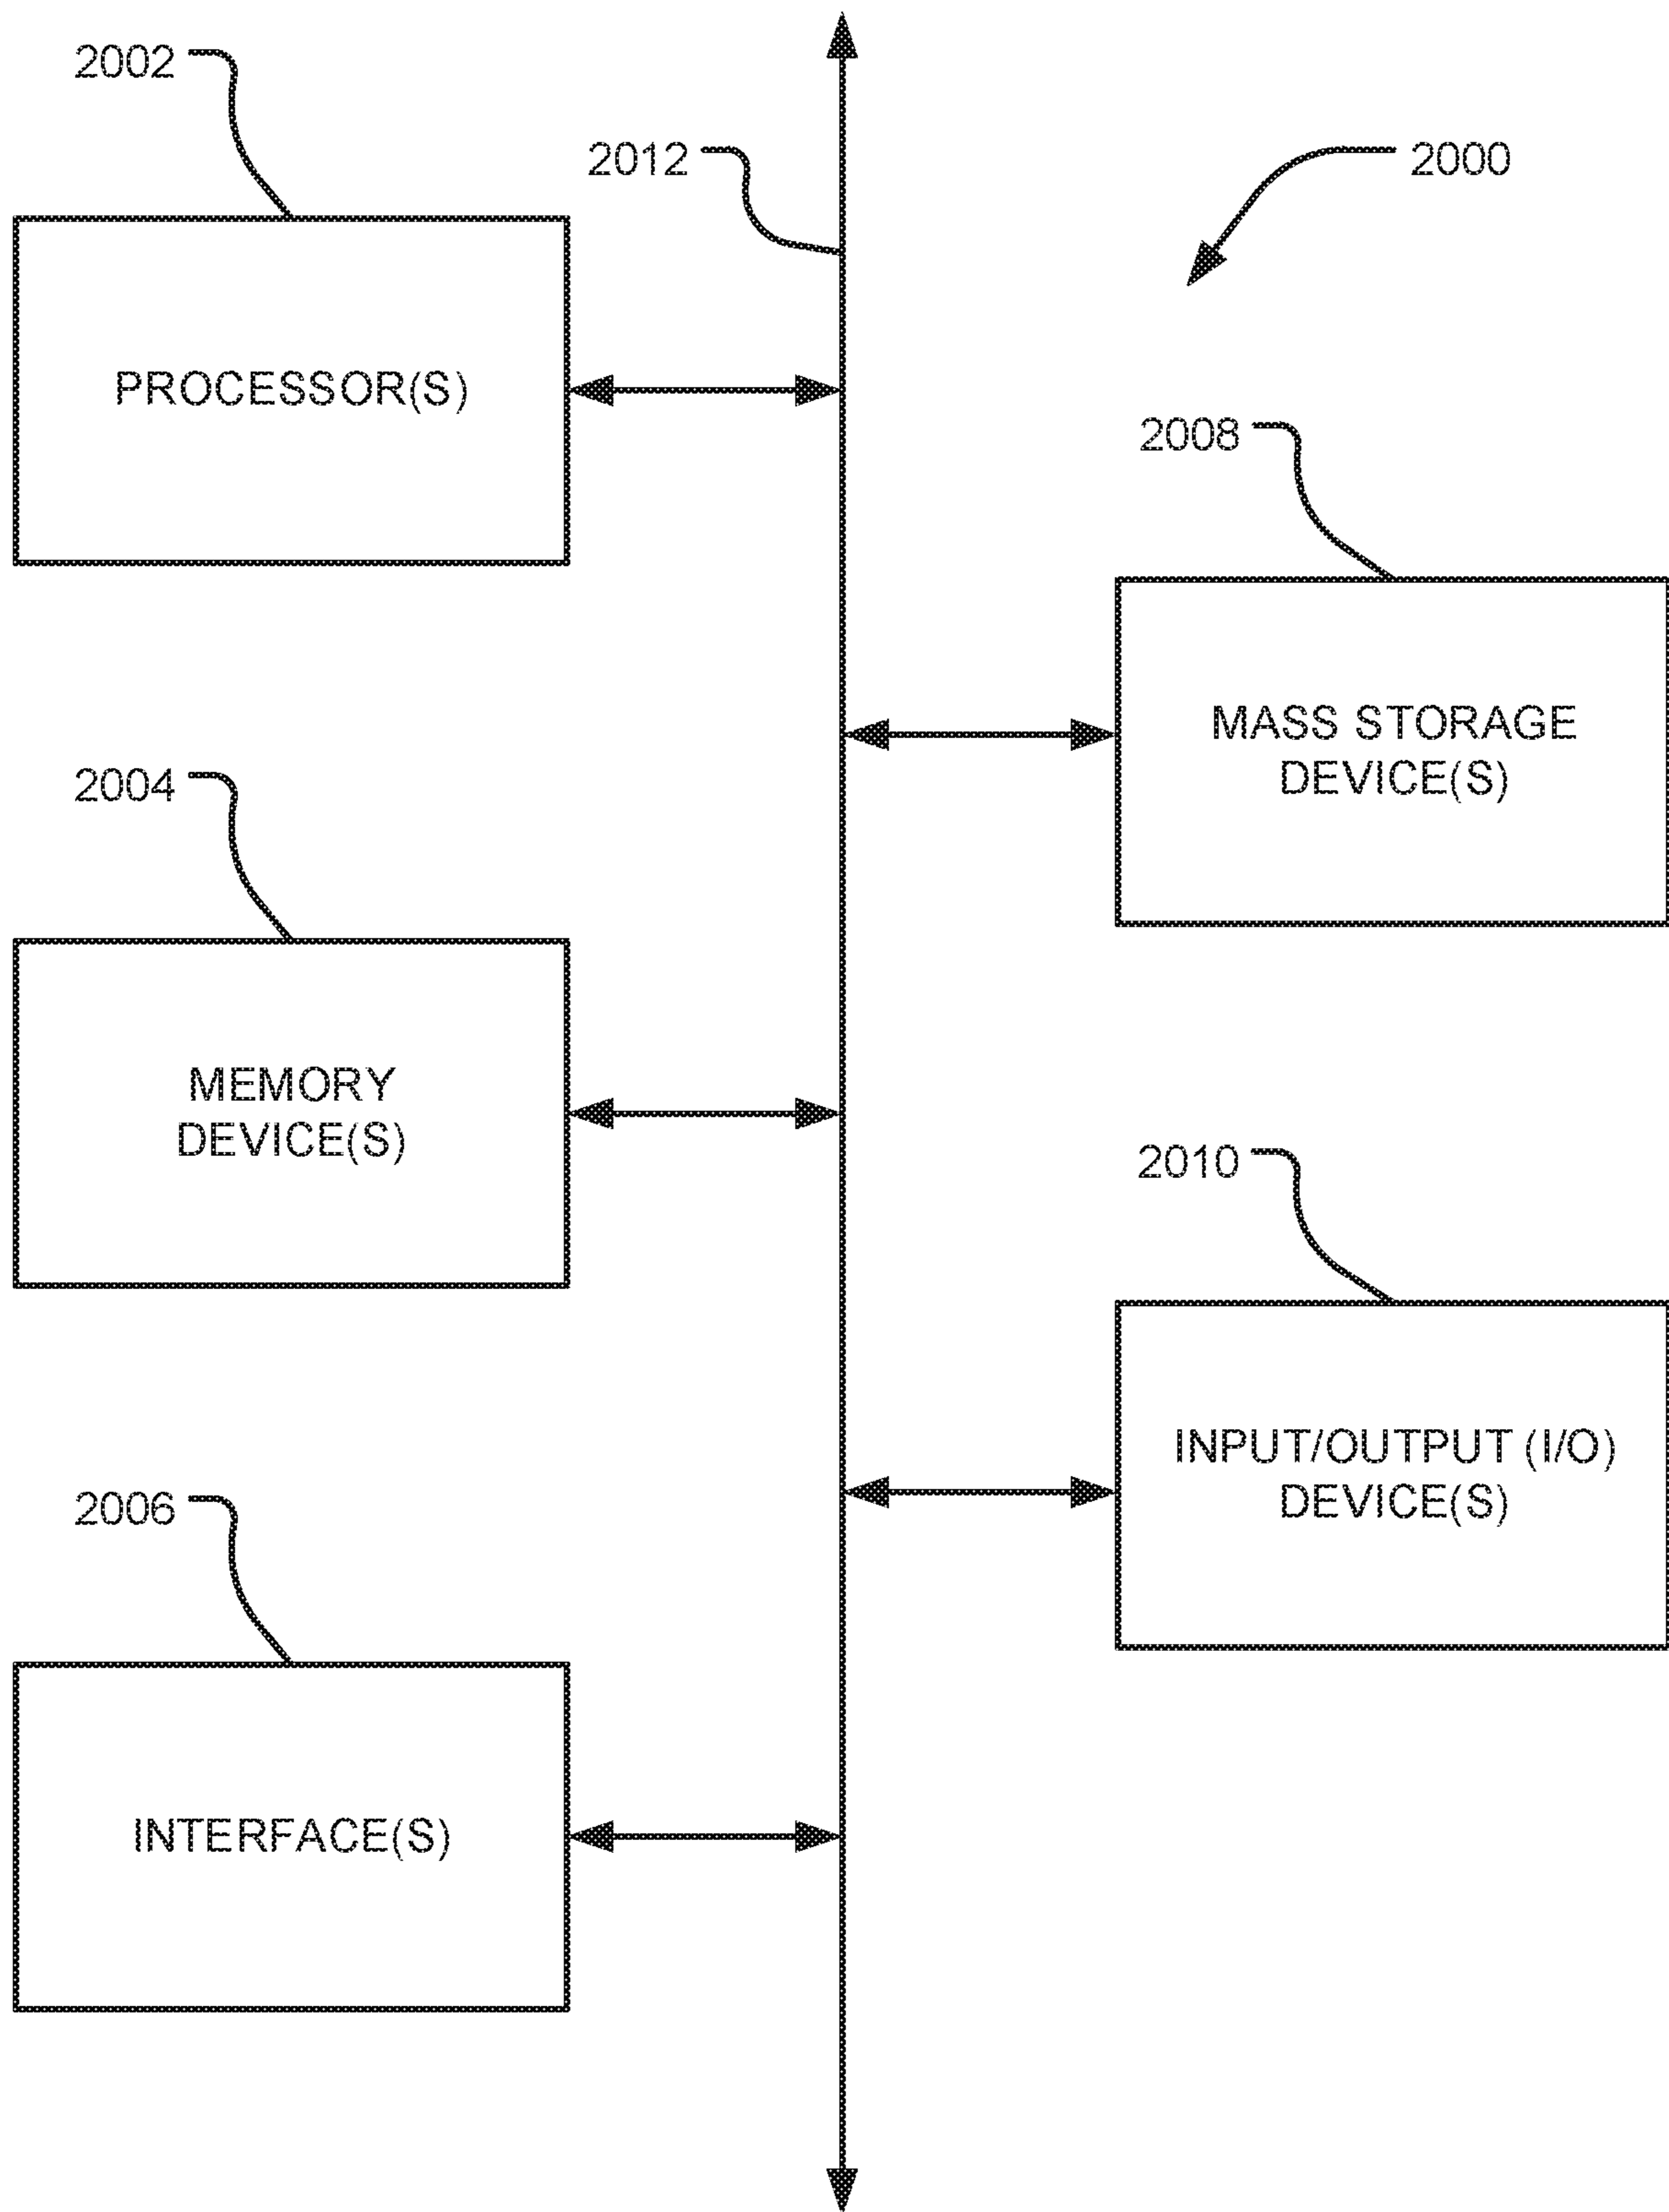 2002
2012
2000
PROCESSOR(S)
2008
MASS STORAGE
DEVICE(S)
2004
MEMORY
DEVICE(S)
2010
INPUT/OUTPUT (I/O)
DEVICE(S)
2006
INTERFACE(S)